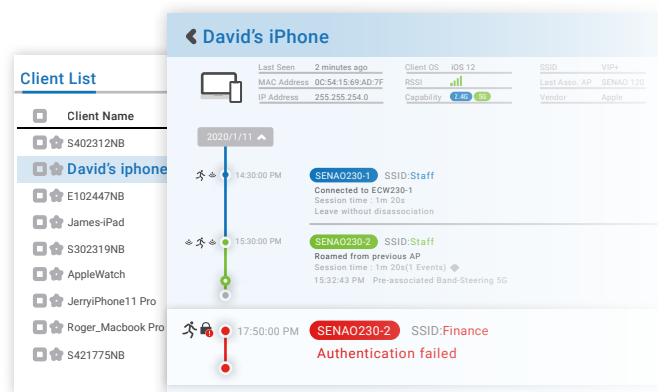 David's iPhone
Last Seen 2 minutes ago Client OS iOS 12 SSID VIP+
MAC Address 0C:54:15:69:AD:7F RSSI Last Asso. AP SENAO 120
IP Address 255.255.254.0 Capability 2.4G 5G Vendor Apple
Client List
Client Name
S402312NB
David's iphone
E102447NB
James-iPad
S302319NB
AppleWatch
JerryiPhone11 Pro
Roger_Macbook Pro
S421775NB
2020/1/11
14:30:00 PM SENAO230-1 SSID:Staff
Connected to ECW230-1
Session time : 1m 20s
Leave without disassociation
15:30:00 PM SENAO230-2 SSID:Staff
Roamed from previous AP
Session time : 1m 20s(1 Events)
15:32:43 PM Pre-associated Band-Steering 5G
17:50:00 PM SENAO230-2 SSID:Finance
Authentication failed